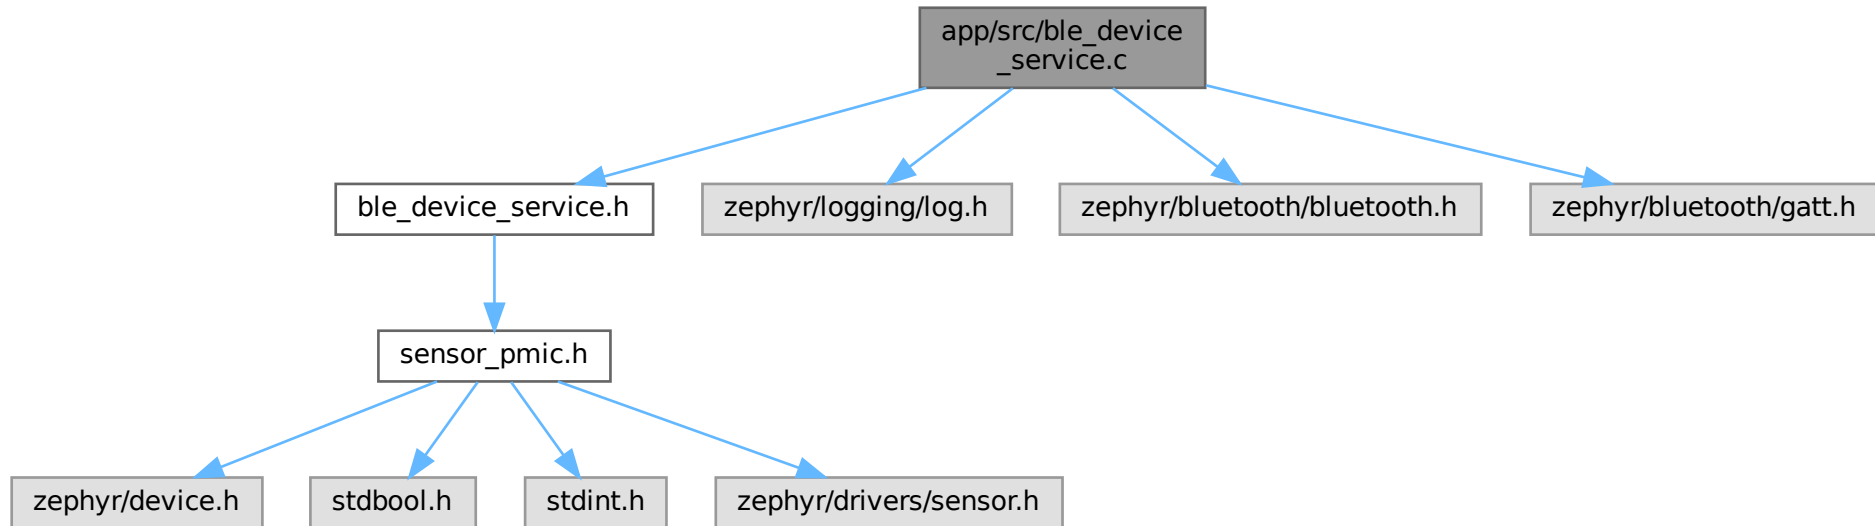 app/src/ble_device
_service.c
ble_device_service.h
zephyr/logging/log.h
zephyr/bluetooth/bluetooth.h
zephyr/bluetooth/gatt.h
sensor_pmic.h
zephyr/device.h
stdbool.h
stdint.h
zephyr/drivers/sensor.h